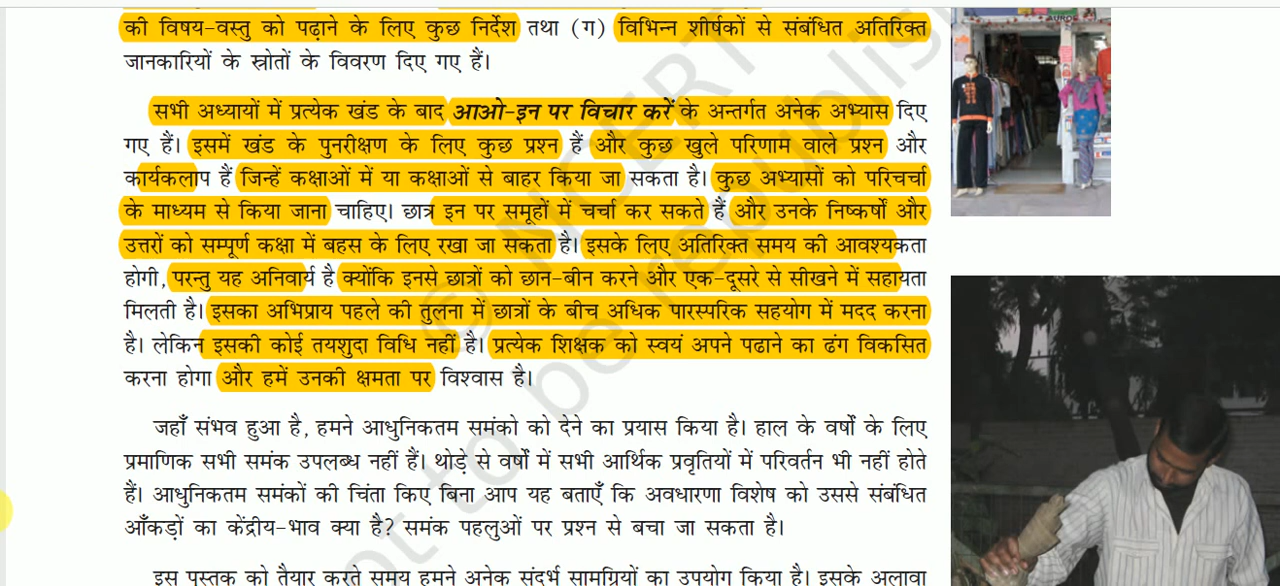 की विषय-वस्तु को पढ़ाने के लिए कुछ निर्देश तथा (ग) विभिन्न शीर्षकों से संबंधित अतिरिक्त
जानकारियों के स्रोतों के विवरण दिए गए हैं।
सभी अध्यायों में प्रत्येक खंड के बाद आओ-इन पर विचार करें के अन्तर्गत अनेक अभ्यास दिए
गए हैं। इसमें खंड के पुनरीक्षण के लिए कुछ प्रश्न हैं और कुछ खुले परिणाम वाले प्रश्न और
कार्यकलाप हैं जिन्हें कक्षाओं में या कक्षाओं से बाहर किया जा सकता है। कुछ अभ्यासों को परिचर्चा
के माध्यम से किया जाना चाहिए। छात्र इन पर समूहों में चर्चा कर सकते हैं और उनके निष्कर्षों और
उत्तरों को सम्पूर्ण कक्षा में बहस के लिए रखा जा सकता है। इसके लिए अतिरिक्त समय की आवश्यकता
होगी, परन्तु यह अनिवार्य है क्योंकि इनसे छात्रों को छान-बीन करने और एक-दूसरे से सीखने में सहायता
मिलती है। इसका अभिप्राय पहले की तुलना में छात्रों के बीच अधिक पारस्परिक सहयोग में मदद करना
है। लेकिन इसकी कोई तयशुदा विधि नहीं है। प्रत्येक शिक्षक को स्वयं अपने पढाने का ढंग विकसित
करना होगा और हमें उनकी क्षमता पर विश्वास है।
जहाँ संभव हुआ है, हमने आधुनिकतम समंको को देने का प्रयास किया है। हाल के वर्षों के लिए
प्रमाणिक सभी समंक उपलब्ध नहीं हैं। थोड़े से वर्षों में सभी आर्थिक प्रवृतियों में परिवर्तन भी नहीं होते
हैं। आधुनिकतम समंकों की चिंता किए बिना आप यह बताएँ कि अवधारणा विशेष को उससे संबंधित
आँकड़ों का केंद्रीय-भाव क्या है? समंक पहलुओं पर प्रश्न से बचा जा सकता है।
इस पुस्तक को तैयार करते समय हमने अनेक संदर्भ सामग्रियों का उपयोग किया है। इसके अलावा
© NCERT
not to be republish
AUROE